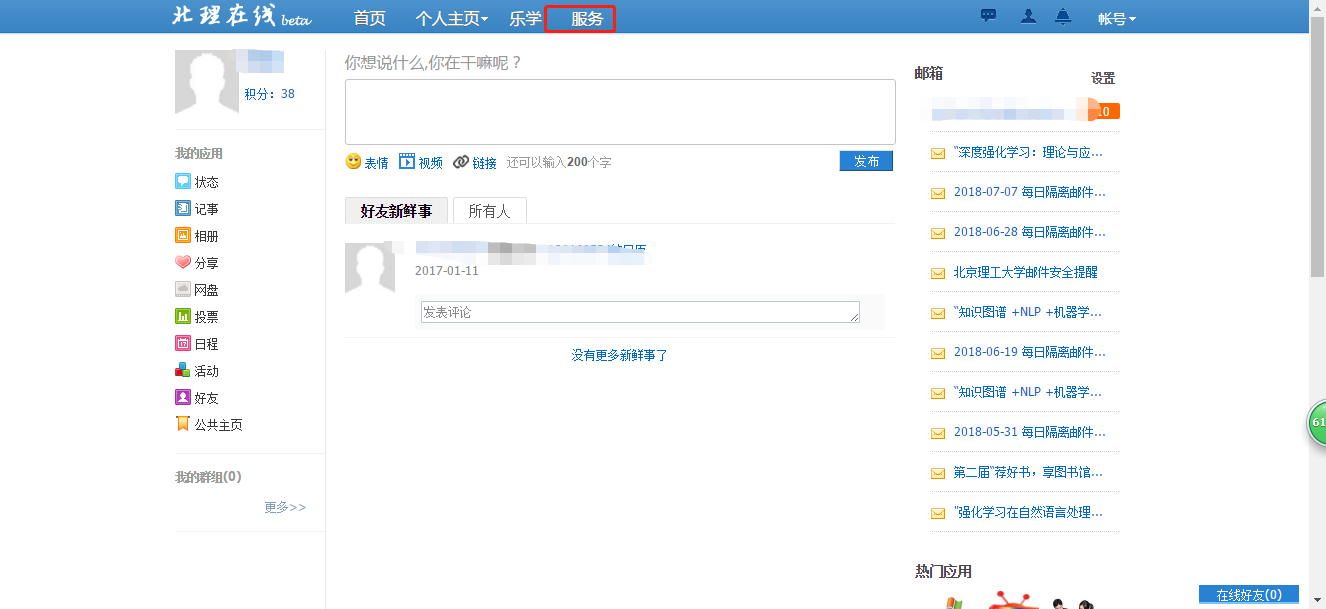 北理在线 beta 首页 个人主页 乐学 服务 帐号
积分：38
我的应用
状态
记事
相册
分享
网盘
投票
日程
活动
好友
公共主页
我的群组(0)
更多>>
你想说什么,你在干嘛呢？
表情 视频 链接 还可以输入200个字 发布
好友新鲜事 所有人
2017-01-11
发表评论
没有更多新鲜事了
邮箱 设置
"深度强化学习：理论与应...
2018-07-07 每日隔离邮件...
2018-06-28 每日隔离邮件...
北京理工大学邮件安全提醒
"知识图谱 +NLP +机器学...
2018-06-19 每日隔离邮件...
"知识图谱 +NLP +机器学...
2018-05-31 每日隔离邮件...
第二届"荐好书，享图书馆...
"强化学习在自然语言处理...
热门应用
61
在线好友(0)